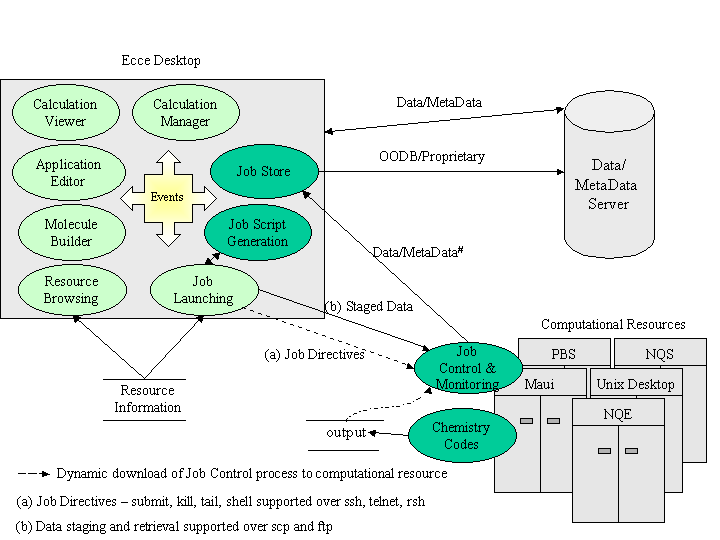 Ecce Desktop
Calculation
Viewer
Calculation
Manager
Data/MetaData
Application
Editor
Events
Job Store
OODB/Proprietary
Data/
MetaData
Server
Molecule
Builder
Job Script
Generation
Data/MetaData#
Resource
Browsing
Job
Launching
(b) Staged Data
Computational Resources
(a) Job Directives
Job
Control &
Monitoring
PBS
NQS
Maui
Unix Desktop
NQE
Resource
Information
output
Chemistry
Codes
Dynamic download of Job Control process to computational resource
(a) Job Directives – submit, kill, tail, shell supported over ssh, telnet, rsh
(b) Data staging and retrieval supported over scp and ftp